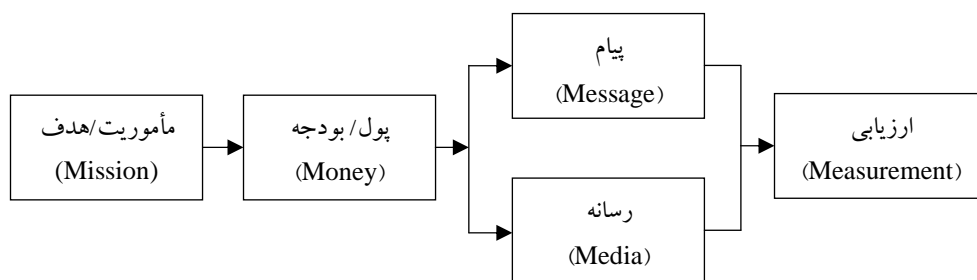 مأموریت/هدف
(Mission)
پول/بودجه
(Money)
پیام
(Message)
رسانه
(Media)
ارزیابی
(Measurement)